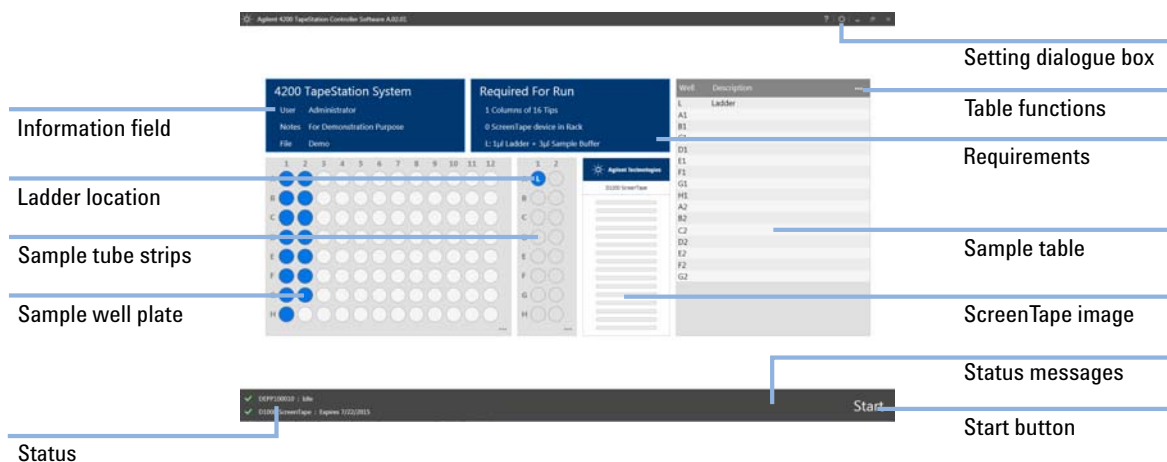 Agilent 4200 TapeStation Controller Software A.02.01
?
Setting dialogue box
4200 TapeStation System
User Administrator
Notes For Demonstration Purpose
File Demo
Required For Run
1 Columns of 16 Tips
0 ScreenTape device in Rack
L: 1µl Ladder + 3µl Sample Buffer
Well Description
L Ladder
A1
B1
C1
D1
E1
F1
G1
H1
A2
B2
C2
D2
E2
F2
G2
Information field
Ladder location
Sample tube strips
Sample well plate
1 2 3 4 5 6 7 8 9 10 11 12
A
B
C
D
E
F
G
H
1 2
L
B
C
E
F
G
H
Agilent Technologies
D1000 ScreenTape
Table functions
Requirements
Sample table
ScreenTape image
Status messages
Start button
DEPP100010 : Idle
D1000 ScreenTape : Expires 7/22/2015
Start
Status